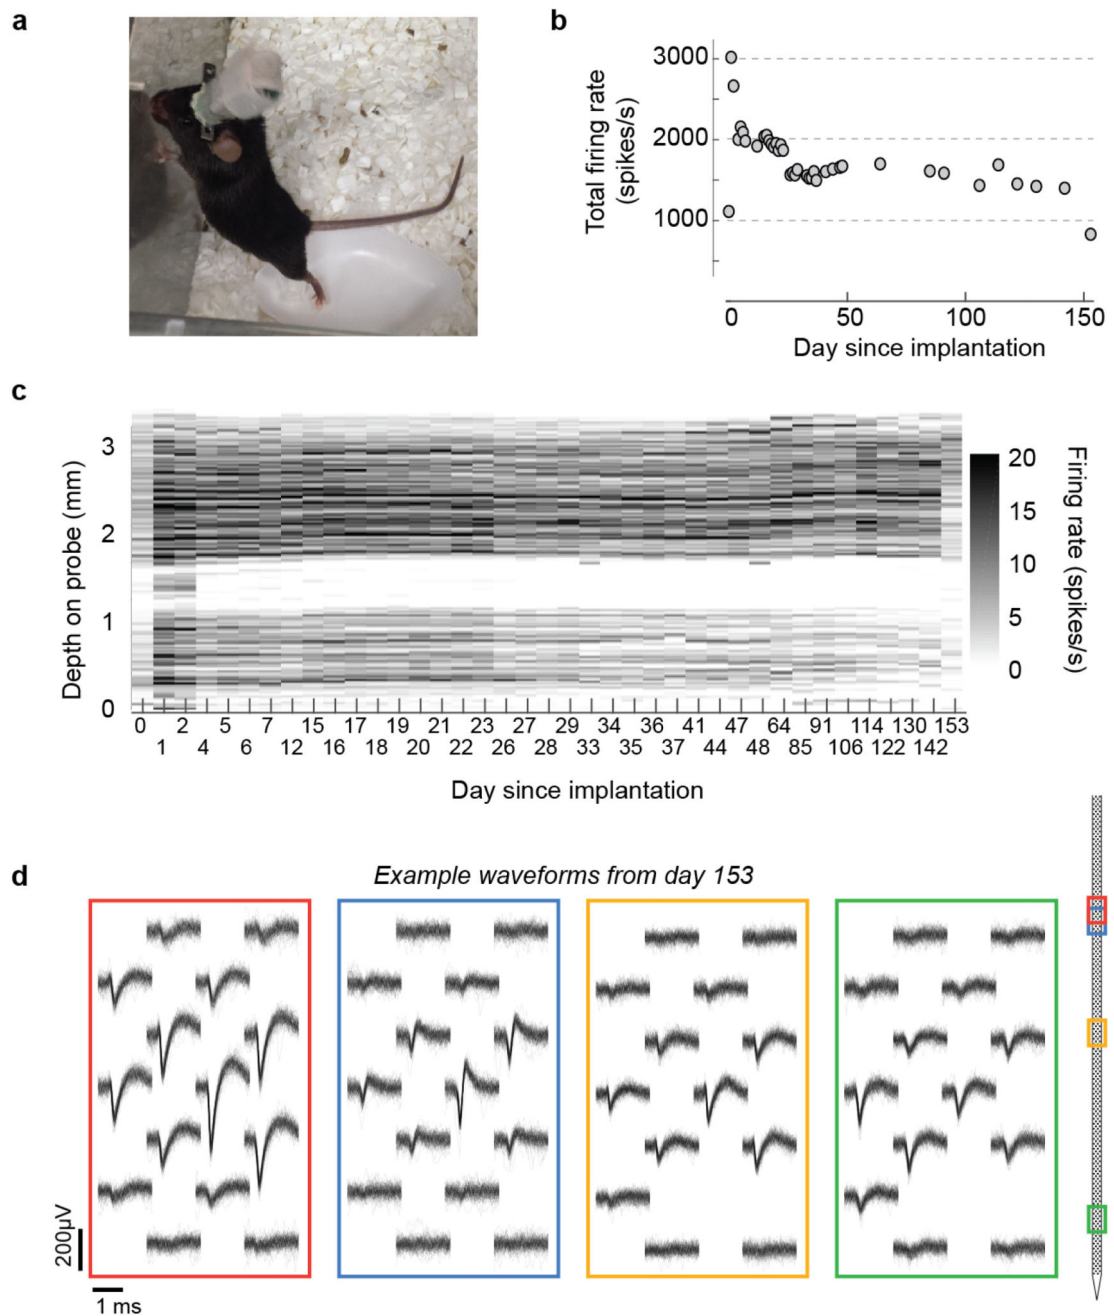 a
b
Total firing rate
(spikes/s)
3000
2000
1000
0 50 100 150
Day since implantation
c
Depth on probe (mm)
3
2
1
0
0 2 5 7 15 17 19 21 23 27 29 34 36 41 47 64 91 114 130 153
1 4 6 12 16 18 20 22 26 28 33 35 37 44 48 85 106 122 142
Day since implantation
20
15
10
5
0
Firing rate (spikes/s)
d
Example waveforms from day 153
200µV
1 ms